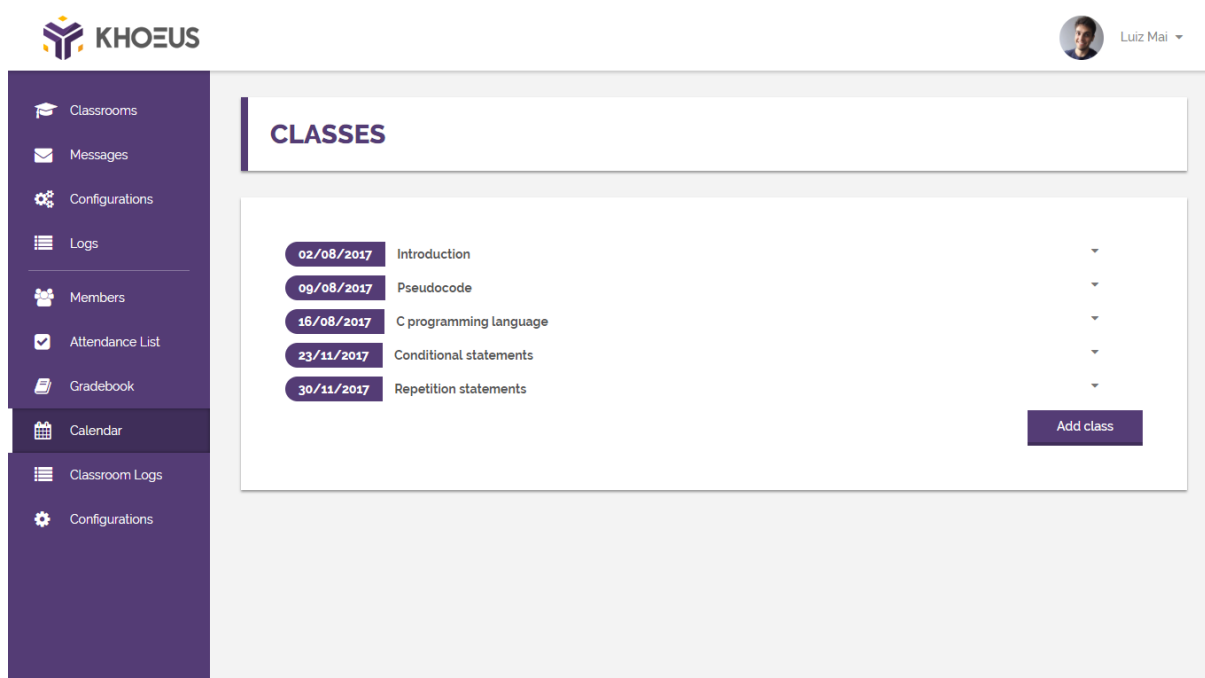 KHOEUS
Luiz Mai
Classrooms
Messages
Configurations
Logs
Members
Attendance List
Gradebook
Calendar
Classroom Logs
Configurations
CLASSES
02/08/2017 Introduction
09/08/2017 Pseudocode
16/08/2017 C programming language
23/11/2017 Conditional statements
30/11/2017 Repetition statements
Add class